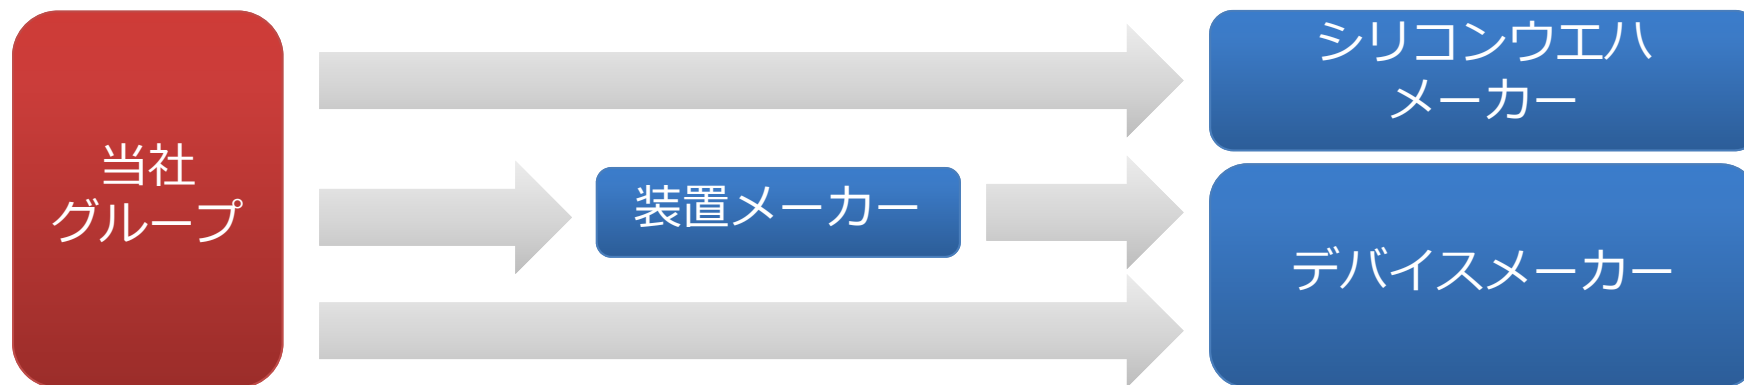 当社
グループ
シリコンウエハ
メーカー
装置メーカー
デバイスメーカー